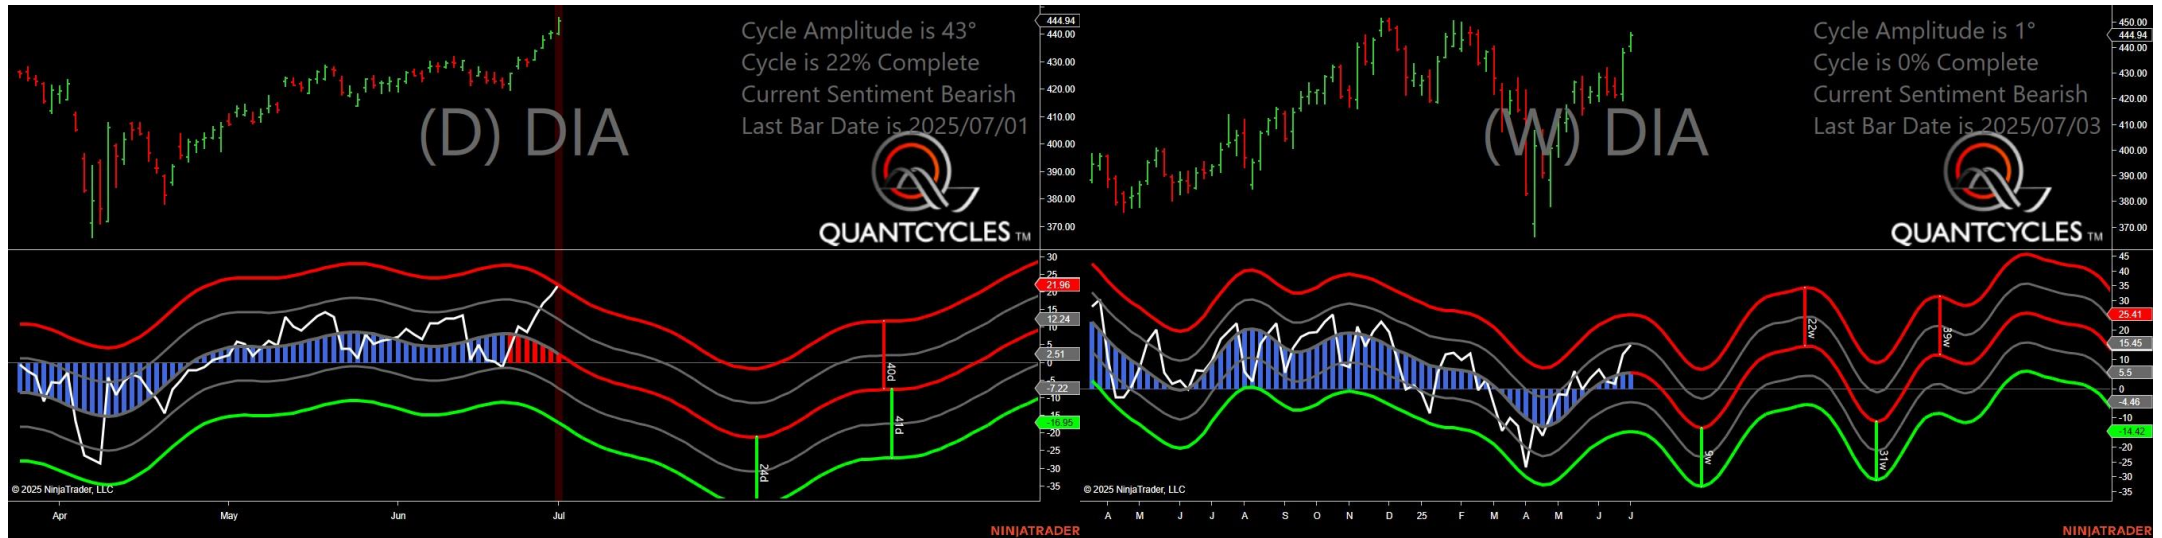 Cycle Amplitude is 43°
Cycle is 22% Complete
Current Sentiment Bearish
Last Bar Date is 2025/07/01
(D) DIA
QUANTCYCLES TM
444.94
440.00
430.00
420.00
410.00
400.00
390.00
380.00
370.00
30
25
21.96
20
15
12.24
10
5
2.51
0
-7.22
-10
-15
-16.95
-20
-25
-30
-35
24d
40d
41d
© 2025 NinjaTrader, LLC
Apr May Jun Jul
NINJATRADER
Cycle Amplitude is 1°
Cycle is 0% Complete
Current Sentiment Bearish
Last Bar Date is 2025/07/03
(W) DIA
QUANTCYCLES TM
450.00
444.94
440.00
430.00
420.00
410.00
400.00
390.00
380.00
370.00
45
40
35
30
25.41
20
15.45
10
5.5
0
-4.46
-10
-14.42
-20
-25
-30
-35
9w
22w
31w
39w
© 2025 NinjaTrader, LLC
A M J J A S O N D 25 F M A M J J
NINJATRADER